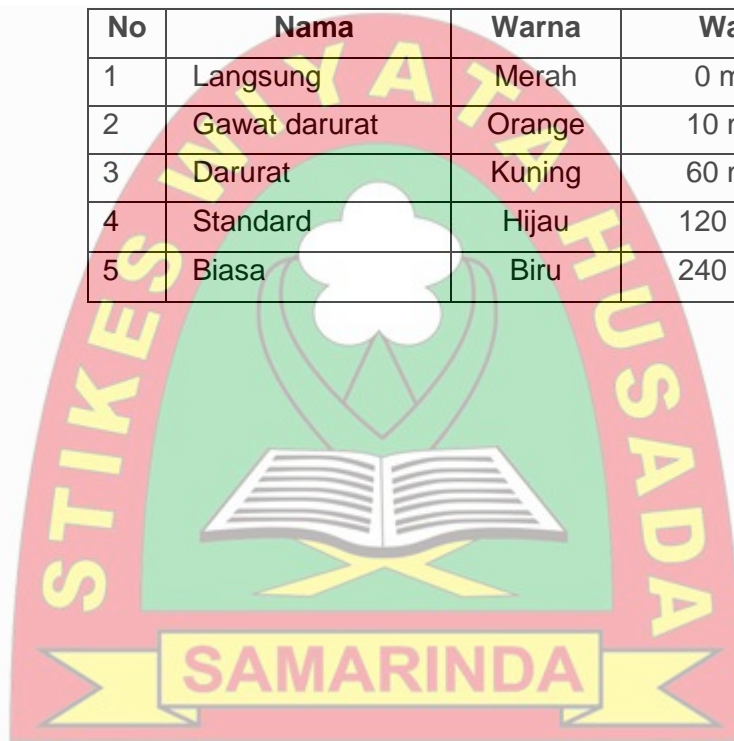 No Nama Warna
1 Langsung Merah 0
2 Gawat darurat Orange 10
3 Darurat Kuning 60
4 Standard Hijau 120
5 Biasa Biru 240
STIKES WIYATA HUSADA
SAMARINDA